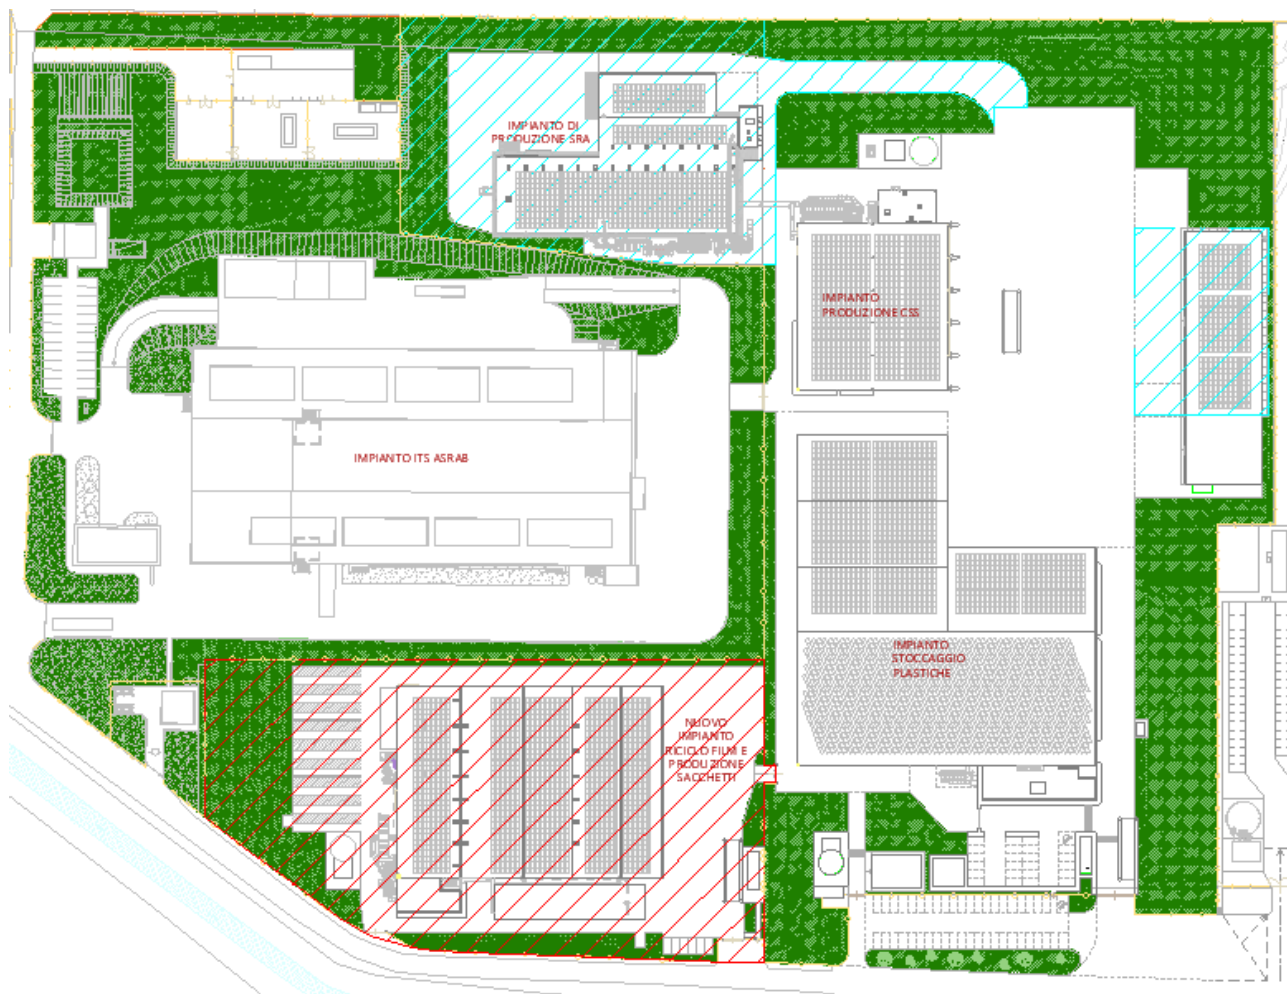 IMPIANTO DI
PRODUZIONE SRA
IMPIANTO
PRODUZIONE CSS
IMPIANTO ITS ASRAB
IMPIANTO
STOCCAGGIO
PLASTICHE
NUOVO
IMPIANTO
RICICLO FILM E
PRODUZIONE
SACCHETTI